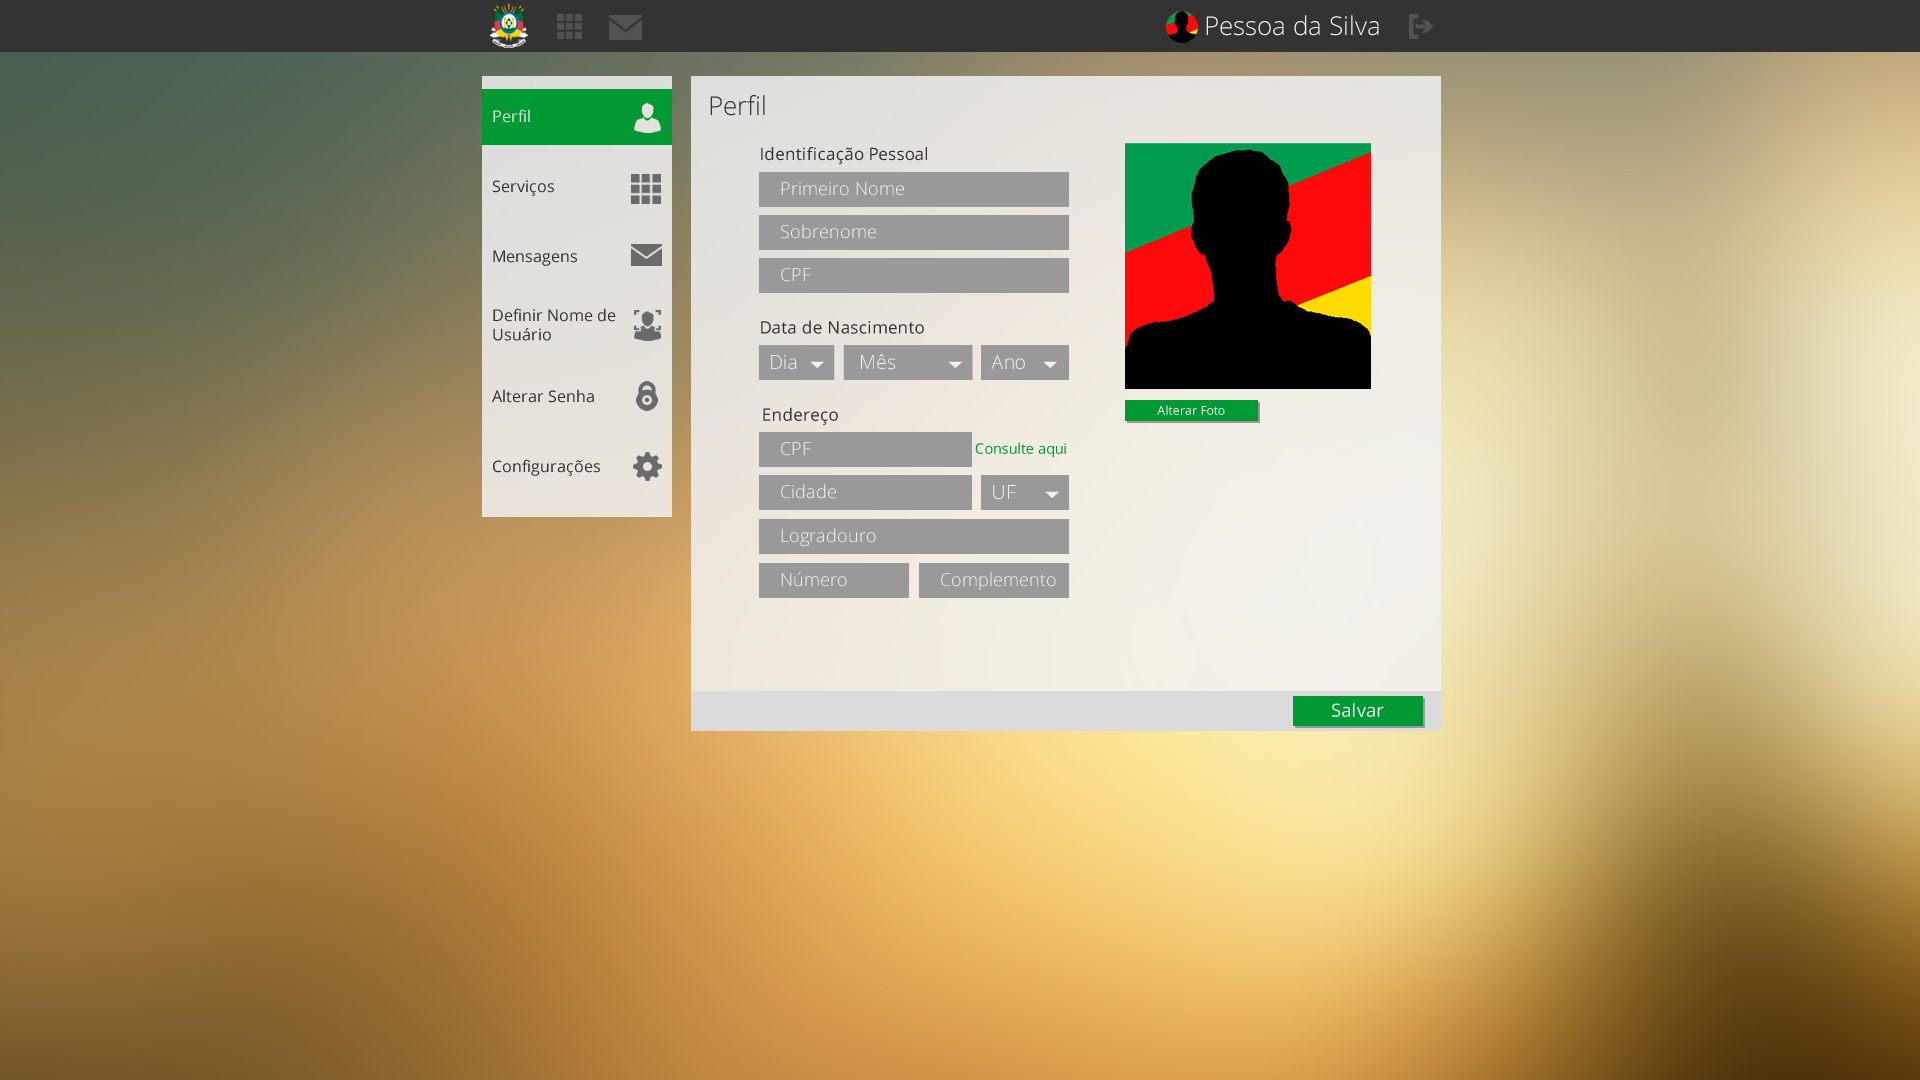 Pessoa da Silva
Perfil
Serviços
Mensagens
Definir Nome de
Usuário
Alterar Senha
Configurações
Perfil
Identificação Pessoal
Primeiro Nome
Sobrenome
CPF
Data de Nascimento
Dia Mês Ano
Endereço
CPF Consulte aqui
Cidade UF
Logradouro
Número Complemento
Alterar Foto
Salvar